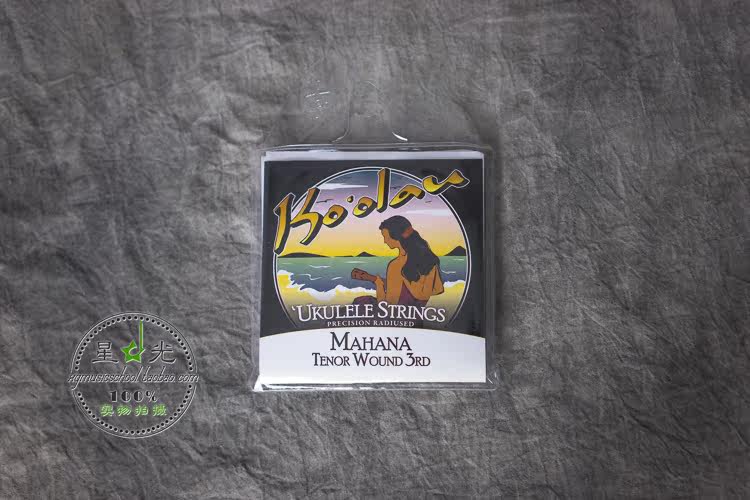 Ko'olau
'UKULELE STRINGS
PRECISION RADIUSED
MAHANA
TENOR WOUND 3RD
星光
xgmusicschool.taobao.com
100%
实物拍摄